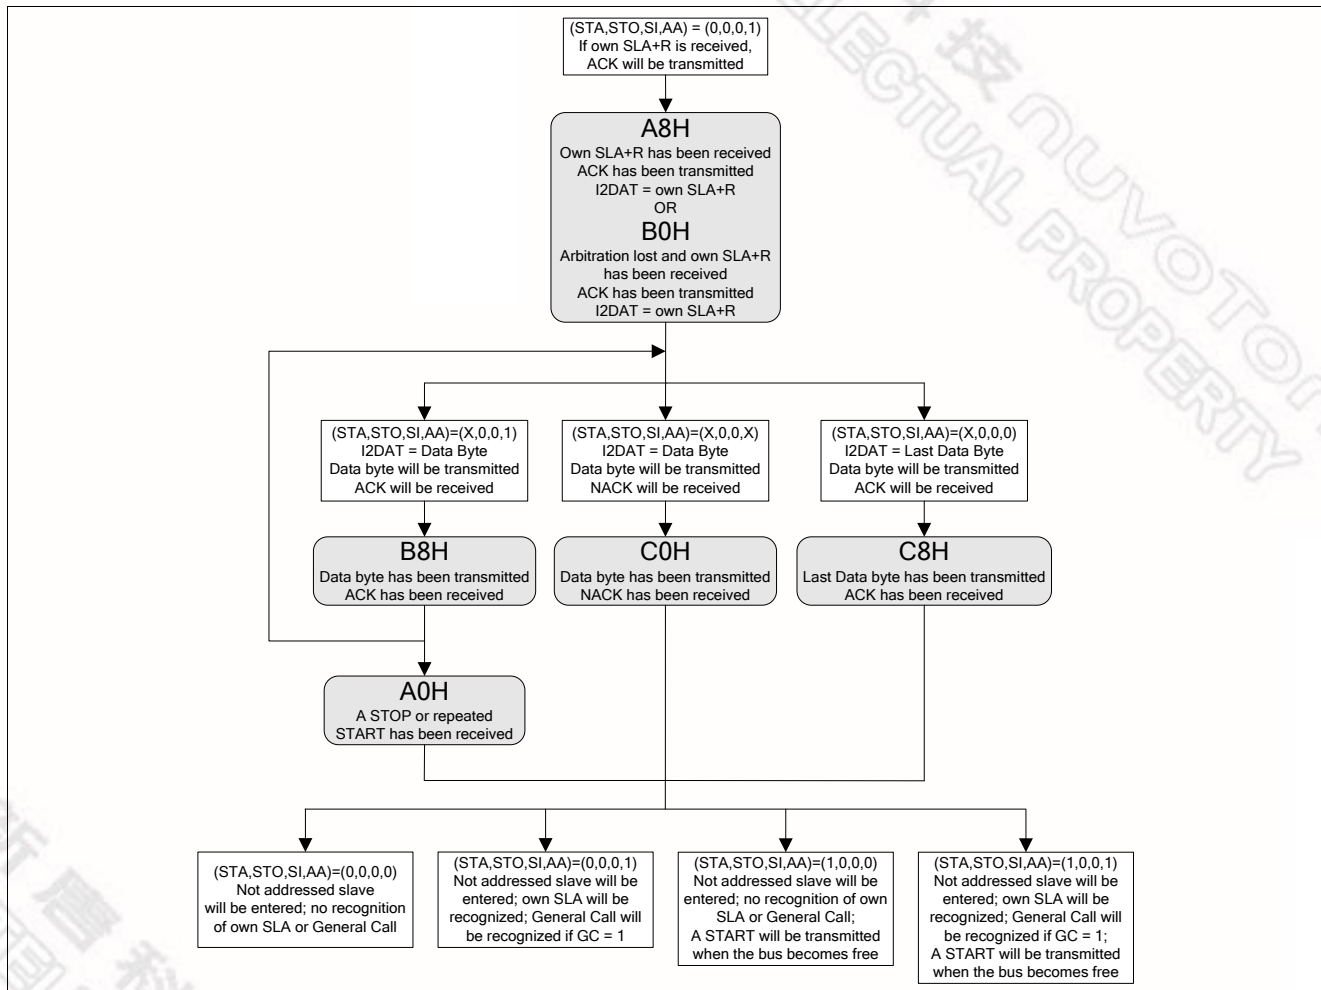 (STA,STO,SI,AA) = (0,0,0,1)
If own SLA+R is received,
ACK will be transmitted
A8H
Own SLA+R has been received
ACK has been transmitted
I2DAT = own SLA+R
OR
B0H
Arbitration lost and own SLA+R
has been received
ACK has been transmitted
I2DAT = own SLA+R
(STA,STO,SI,AA)=(X,0,0,1)
I2DAT = Data Byte
Data byte will be transmitted
ACK will be received
(STA,STO,SI,AA)=(X,0,0,X)
I2DAT = Data Byte
Data byte will be transmitted
NACK will be received
(STA,STO,SI,AA)=(X,0,0,0)
I2DAT = Last Data Byte
Data byte will be transmitted
ACK will be received
B8H
Data byte has been transmitted
ACK has been received
C0H
Data byte has been transmitted
NACK has been received
C8H
Last Data byte has been transmitted
ACK has been received
A0H
A STOP or repeated
START has been received
(STA,STO,SI,AA)=(0,0,0,0)
Not addressed slave
will be entered; no recognition
of own SLA or General Call
(STA,STO,SI,AA)=(0,0,0,1)
Not addressed slave will be
entered; own SLA will be
recognized; General Call will
be recognized if GC = 1
(STA,STO,SI,AA)=(1,0,0,0)
Not addressed slave will be
entered; no recognition of own
SLA or General Call;
A START will be transmitted
when the bus becomes free
(STA,STO,SI,AA)=(1,0,0,1)
Not addressed slave will be
entered; own SLA will be
recognized; General Call will
be recognized if GC = 1;
A START will be transmitted
when the bus becomes free
技 nuvoTon
LECTUAL PROPERTY
新唐科